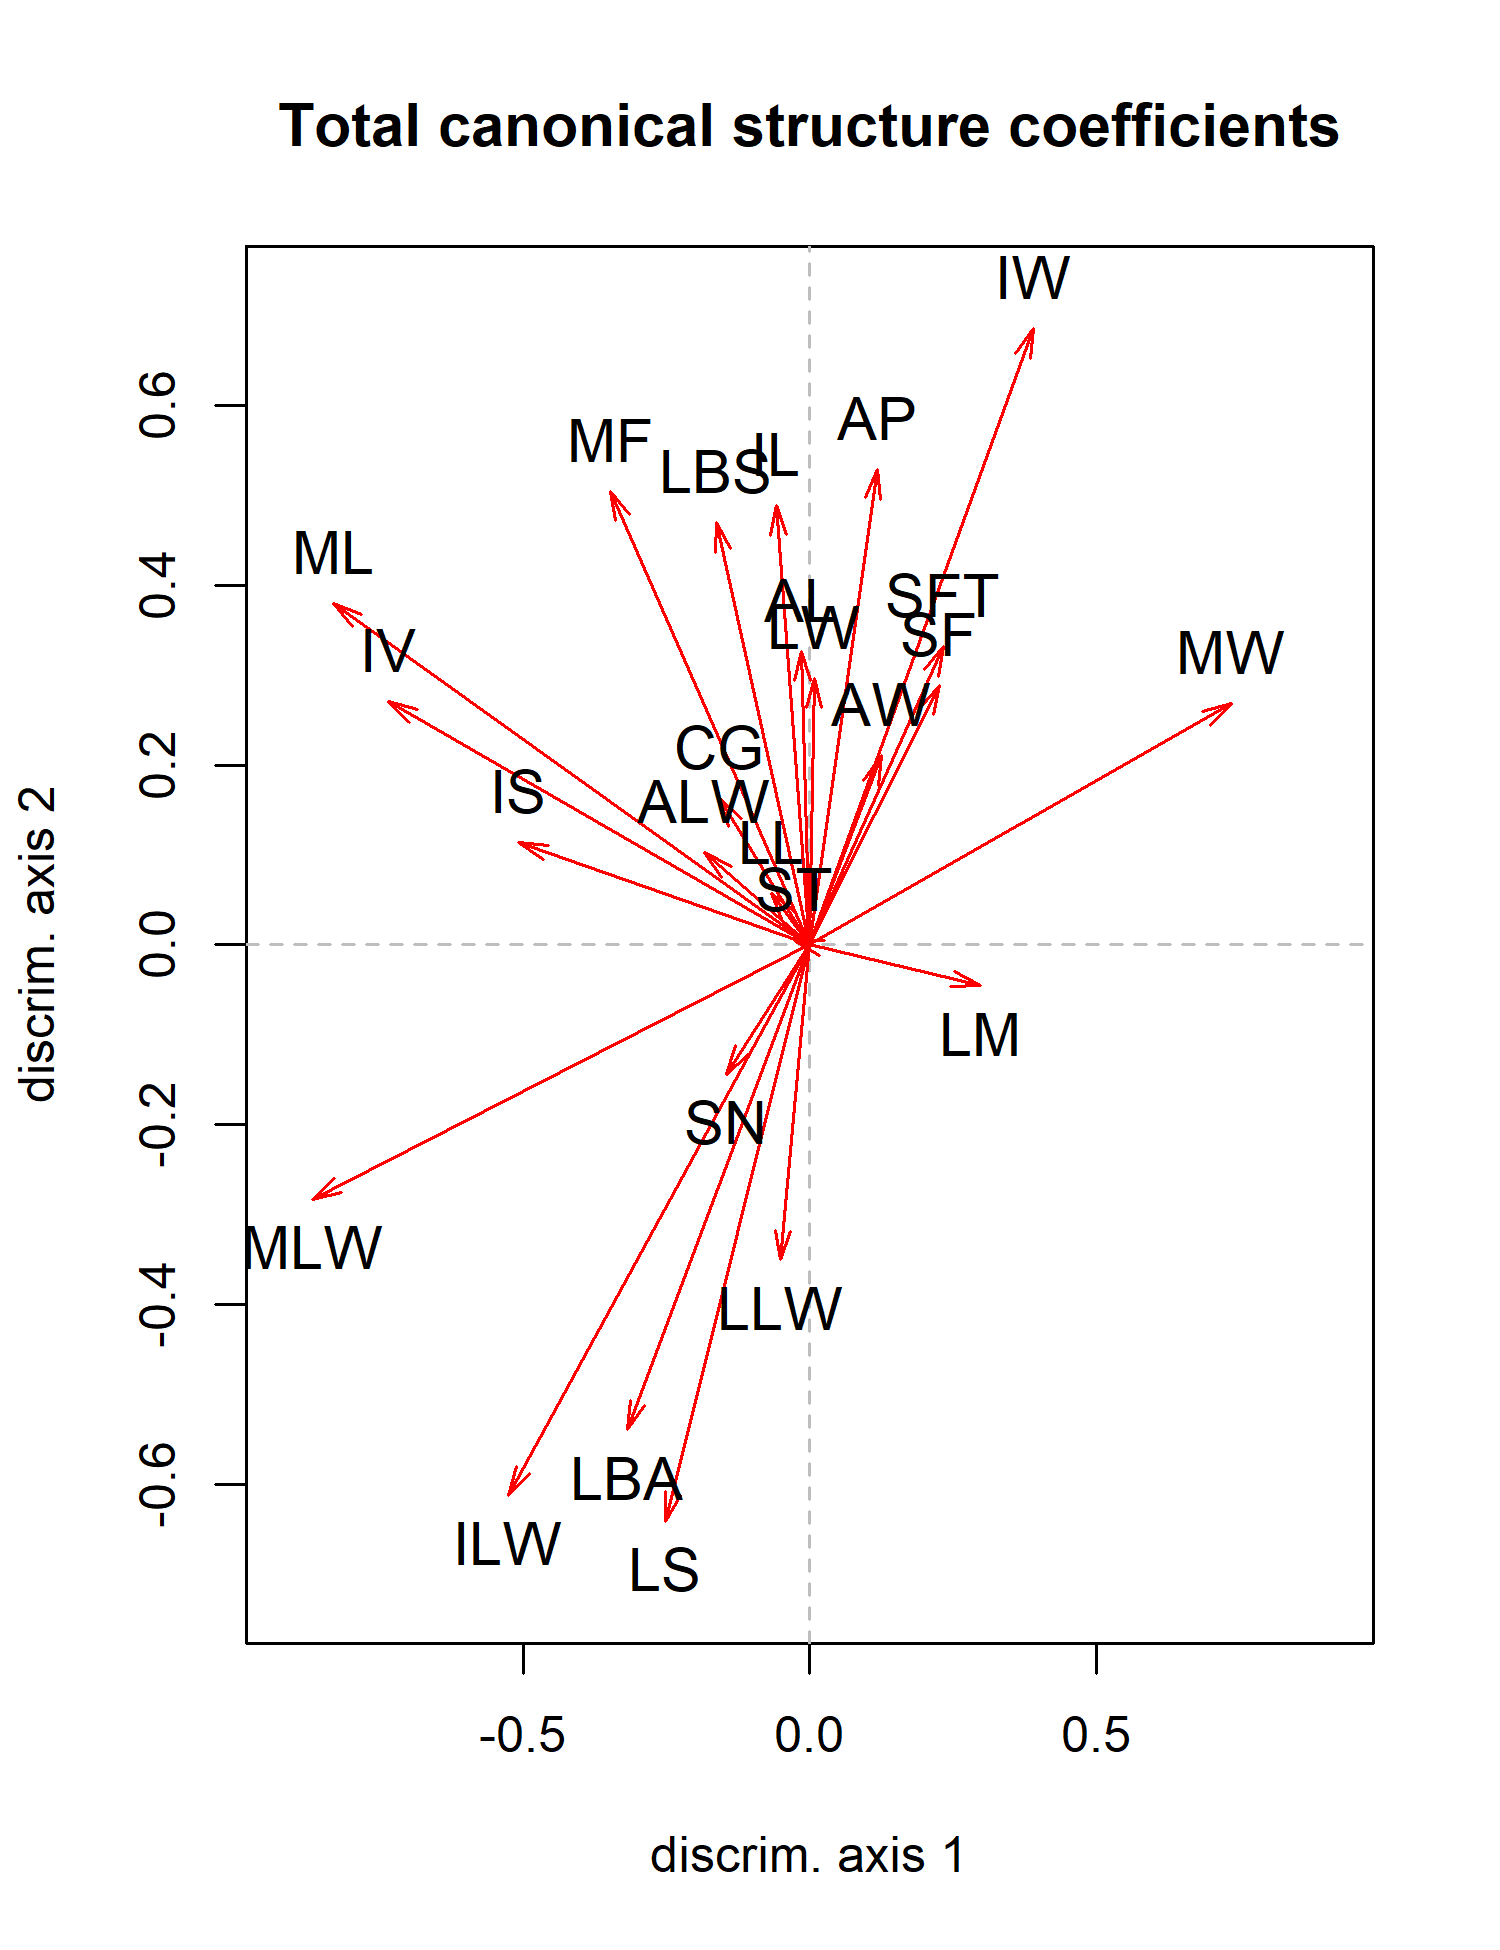 Total canonical structure coefficients
IW
AP
MF
IL
LBS
ML
SFT
AL
LW
SF
IV
MW
AW
CG
IS
ALW
LL
ST
LM
SN
MLW
LLW
LBA
ILW
LS
0.6
0.4
0.2
0.0
-0.2
-0.4
-0.6
discrim. axis 2
-0.5 0.0 0.5
discrim. axis 1